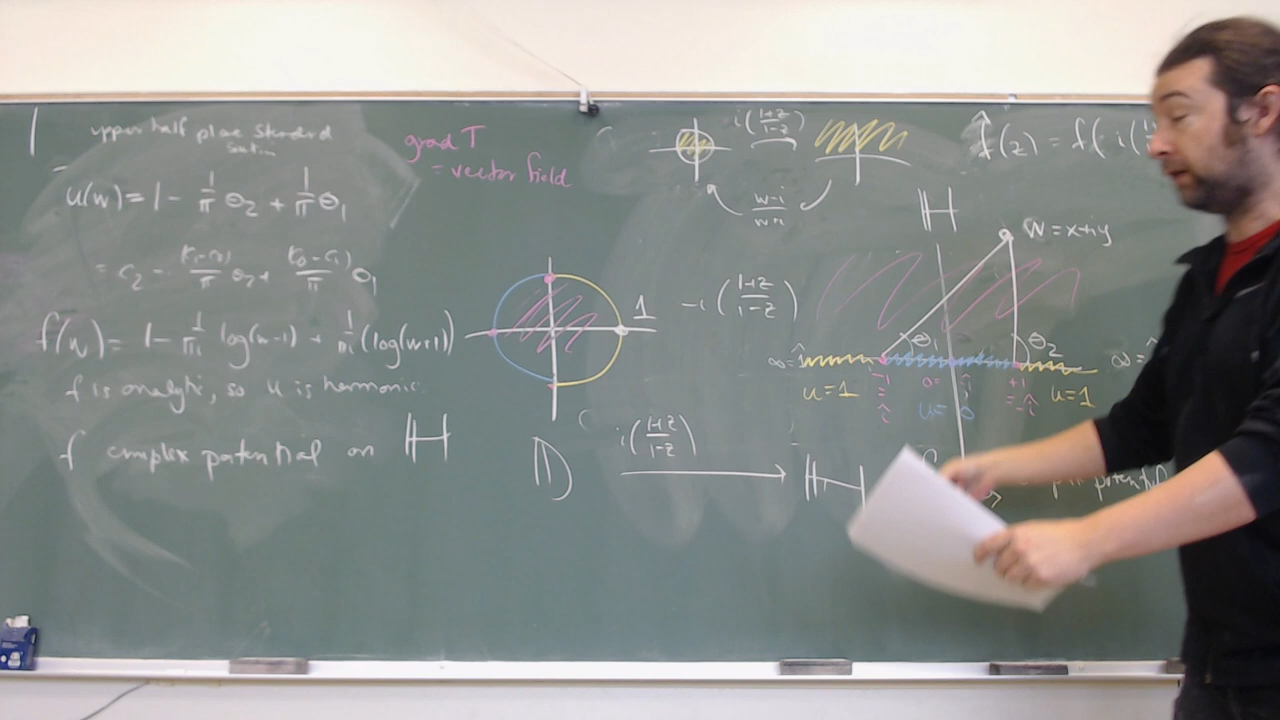 upper half plane standard
u(w) = 1 - 1/π θ₂ + 1/π θ₁
= c₂ - (c₁-c₂)/π θ₂ + (c₀-c₁)/π θ₁
f(w) = 1 - 1/πi log(w-1) + 1/πi (log(w+1))
f is analytic, so u is harmonic.
f complex potential on ℍ
grad T
= vector field
i(1+z/1-z)
f̂(z) = f( i(
ℍ
w = x+iy
1
-i (1+z/1-z)
θ₁
θ₂
u=1
u=0
u=1
-1
+1
𝔻
i(1+z/1-z)